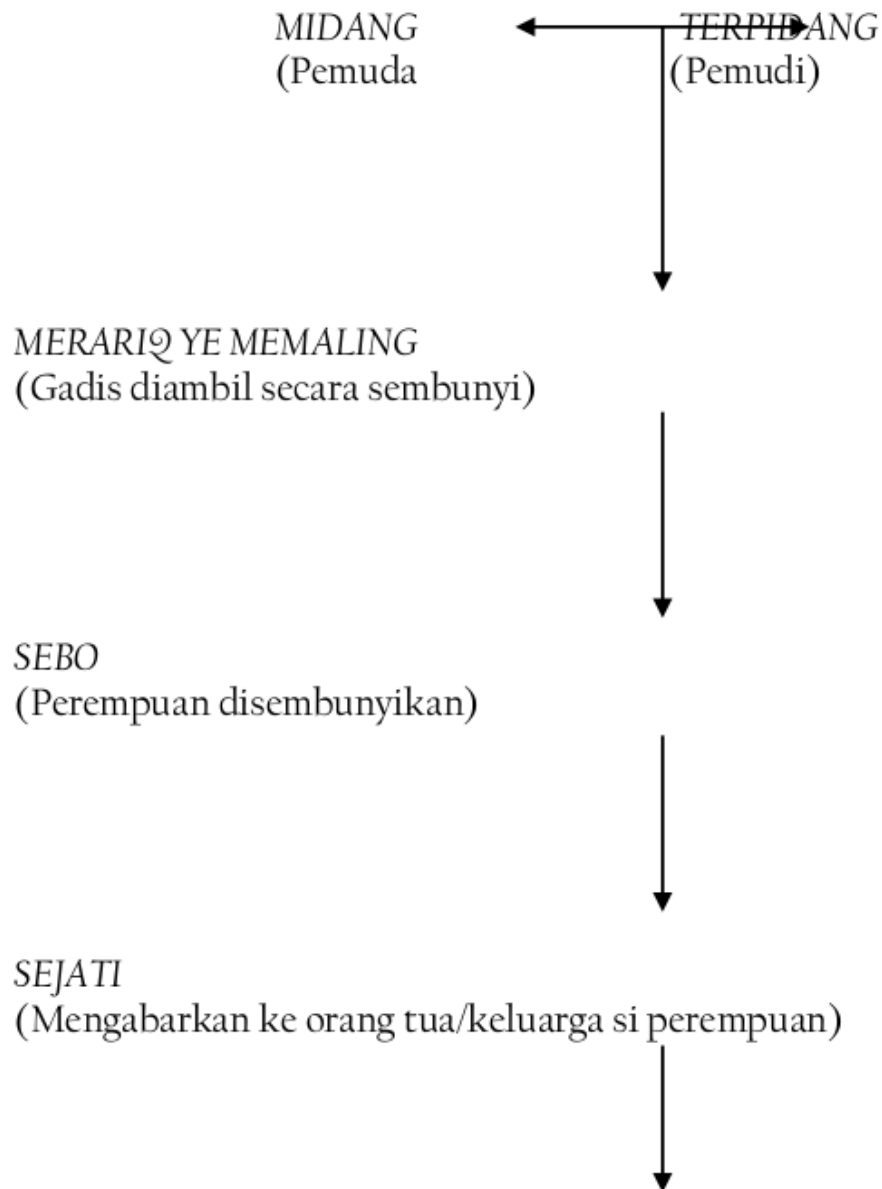 MIDANG TERPIDANG
(Pemuda (Pemudi)
MERARIQ YE MEMALING
(Gadis diambil secara sembunyi)
SEBO
(Perempuan disembunyikan)
SEJATI
(Mengabarkan ke orang tua/keluarga si perempuan)